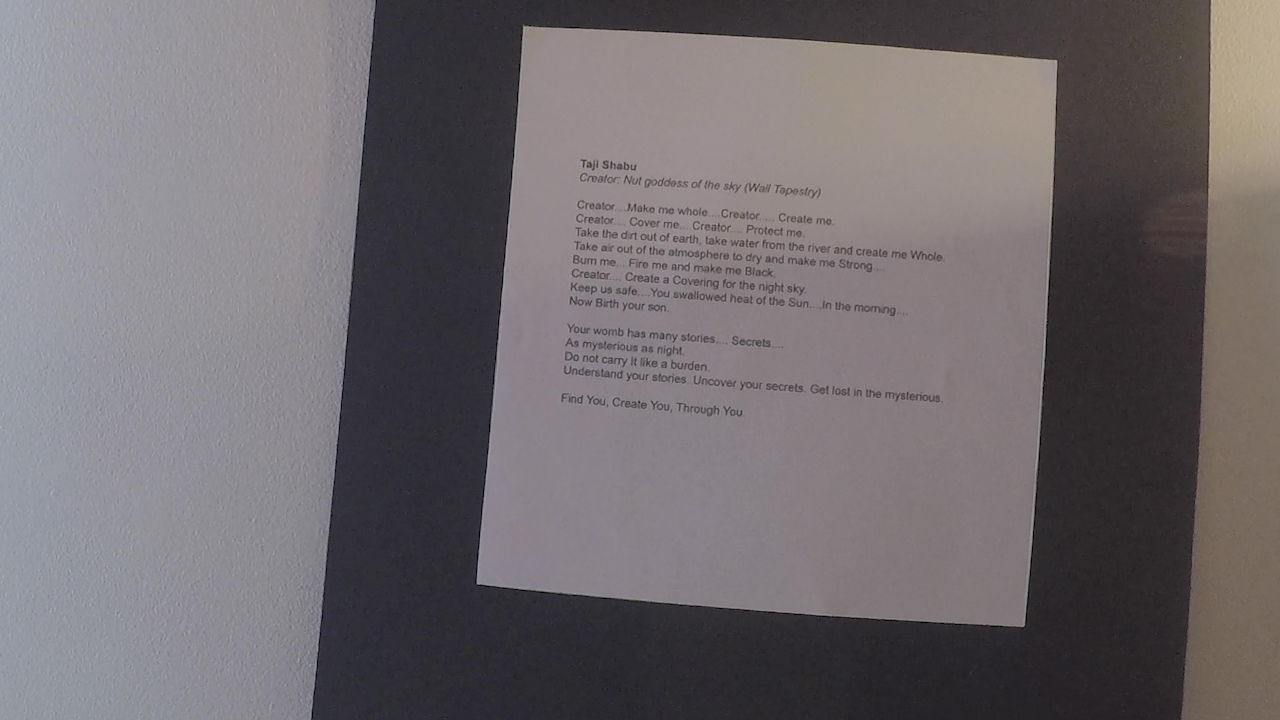 Taji Shabu
Creator: Nut goddess of the sky (Wall Tapestry)
Creator....Make me whole....Creator..... Create me.
Creator.... Cover me... Creator.... Protect me.
Take the dirt out of earth, take water from the river and create me Whole.
Take air out of the atmosphere to dry and make me Strong....
Burn me....Fire me and make me Black.
Creator.... Create a Covering for the night sky.
Keep us safe....You swallowed heat of the Sun....In the morning....
Now Birth your son.
Your womb has many stories.... Secrets....
As mysterious as night.
Do not carry It like a burden.
Understand your stories. Uncover your secrets. Get lost in the mysterious.
Find You, Create You, Through You.